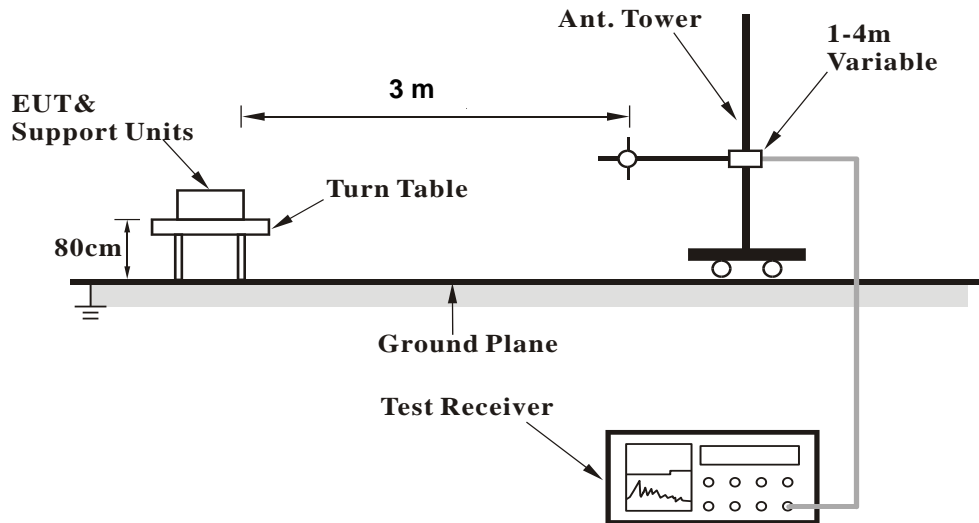 Ant. Tower
1-4m
Variable
3 m
EUT&
Support Units
Turn Table
80cm
Ground Plane
Test Receiver